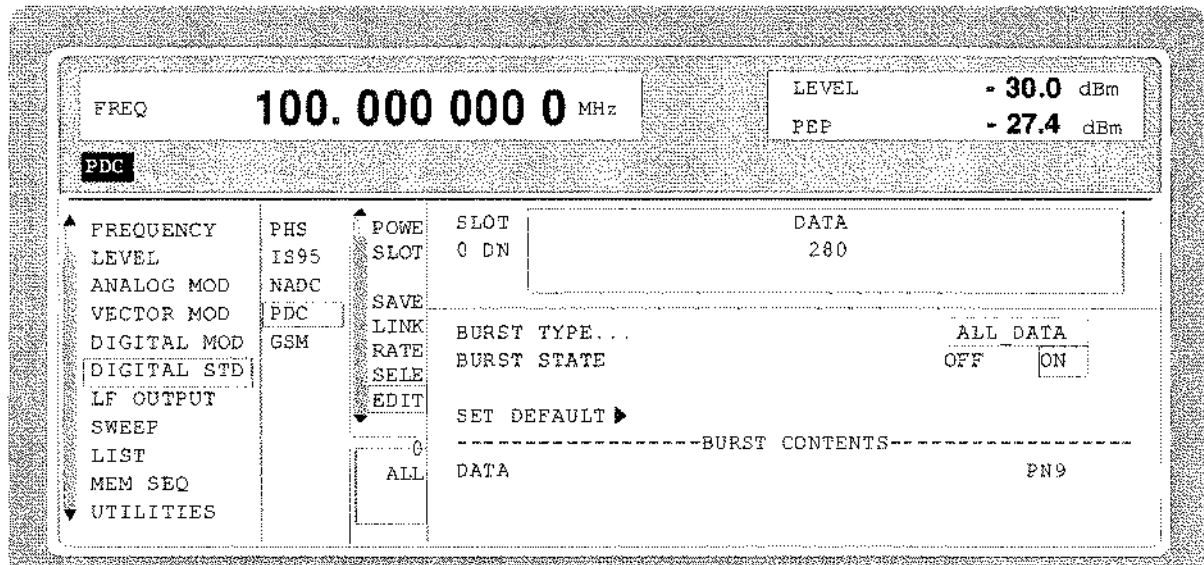 FREQ 100. 000 000 0 MHz
LEVEL - 30.0 dBm
PEP - 27.4 dBm
PDC
FREQUENCY
LEVEL
ANALOG MOD
VECTOR MOD
DIGITAL MOD
DIGITAL STD
LF OUTPUT
SWEEP
LIST
MEM SEQ
UTILITIES
PHS
IS95
NADC
PDC
GSM
POWE
SLOT
SAVE
LINK
RATE
SELE
EDIT
0
ALL
SLOT DATA
0 DN 280
BURST TYPE... ALL_DATA
BURST STATE OFF ON
SET DEFAULT
BURST CONTENTS
DATA PN9